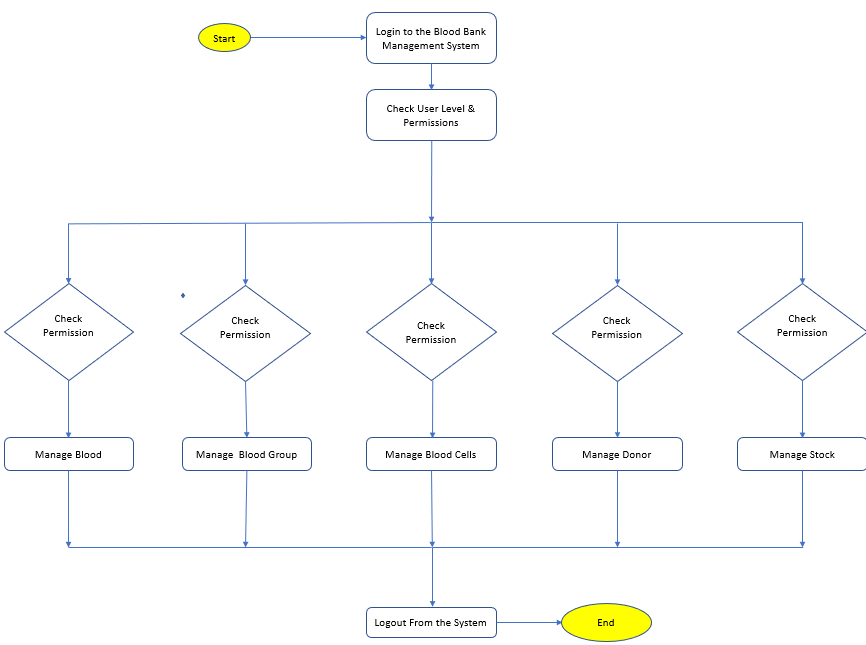 Start
Login to the Blood Bank
Management System
Check User Level &
Permissions
Check
Permission
Check
Permission
Check
Permission
Check
Permission
Check
Permission
Manage Blood
Manage  Blood Group
Manage Blood Cells
Manage Donor
Manage Stock
Logout From the System
End